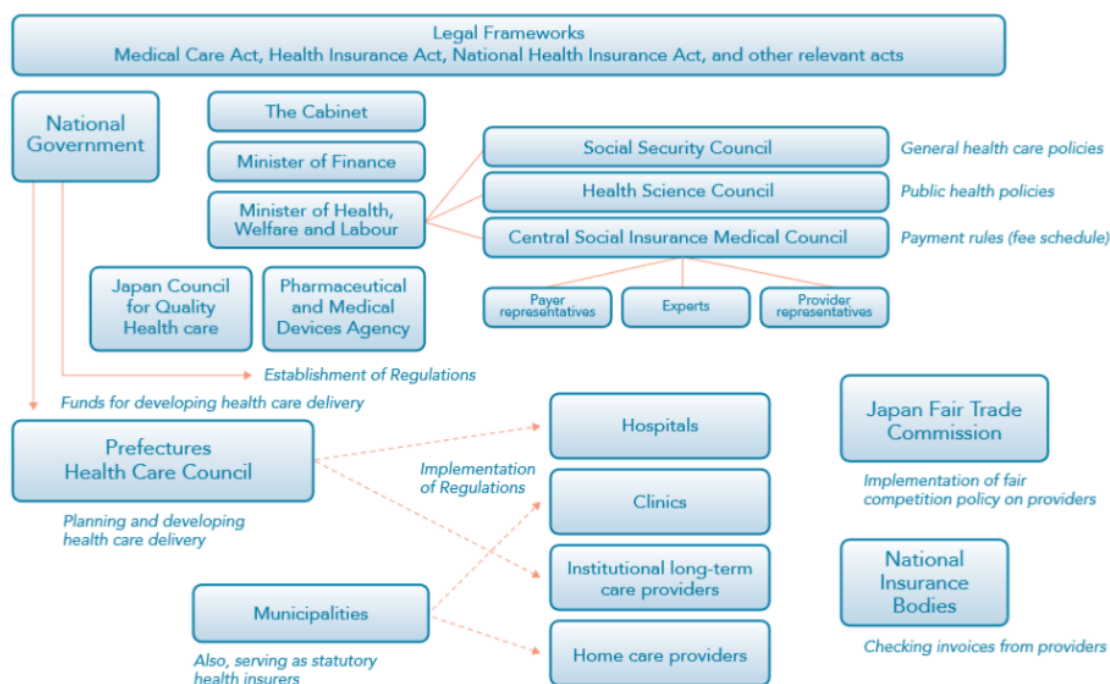 Legal Frameworks
Medical Care Act, Health Insurance Act, National Health Insurance Act, and other relevant acts
National
Government
The Cabinet
Minister of Finance
Minister of Health,
Welfare and Labour
Social Security Council
General health care policies
Health Science Council
Public health policies
Central Social Insurance Medical Council
Payment rules (fee schedule)
Payer
representatives
Experts
Provider
representatives
Japan Council
for Quality
Health care
Pharmaceutical
and Medical
Devices Agency
Establishment of Regulations
Funds for developing health care delivery
Prefectures
Health Care Council
Planning and developing
health care delivery
Implementation
of Regulations
Municipalities
Also, serving as statutory
health insurers
Hospitals
Clinics
Institutional long-term
care providers
Home care providers
Japan Fair Trade
Commission
Implementation of fair
competition policy on providers
National
Insurance
Bodies
Checking invoices from providers